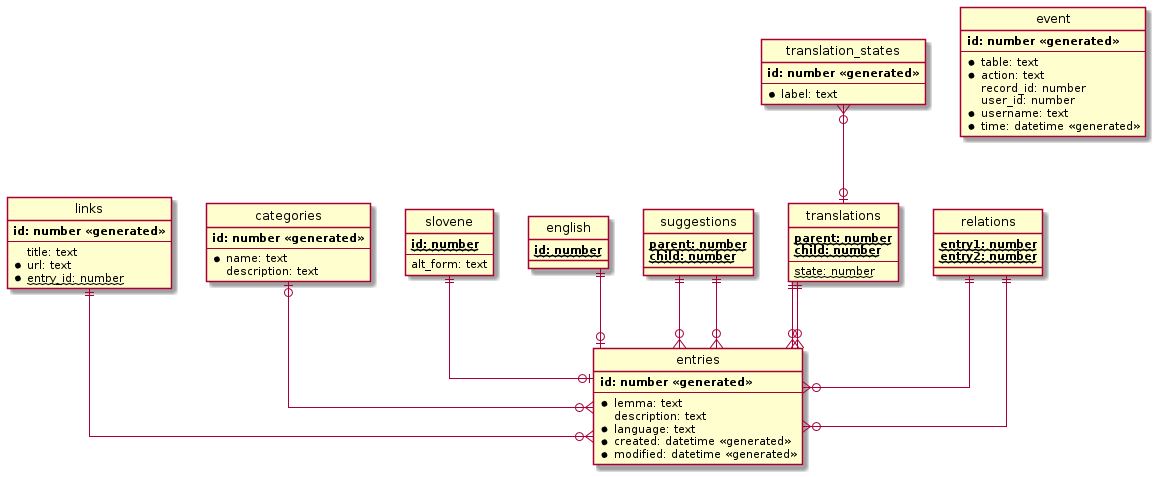 event
id: number «generated»
table: text
action: text
record_id: number
user_id: number
username: text
time: datetime «generated»
translation_states
id: number «generated»
label: text
links
id: number «generated»
title: text
url: text
entry_id: number
categories
id: number «generated»
name: text
description: text
slovene
id: number
alt_form: text
english
id: number
suggestions
parent: number
child: number
translations
parent: number
child: number
state: number
relations
entry1: number
entry2: number
entries
id: number «generated»
lemma: text
description: text
language: text
created: datetime «generated»
modified: datetime «generated»